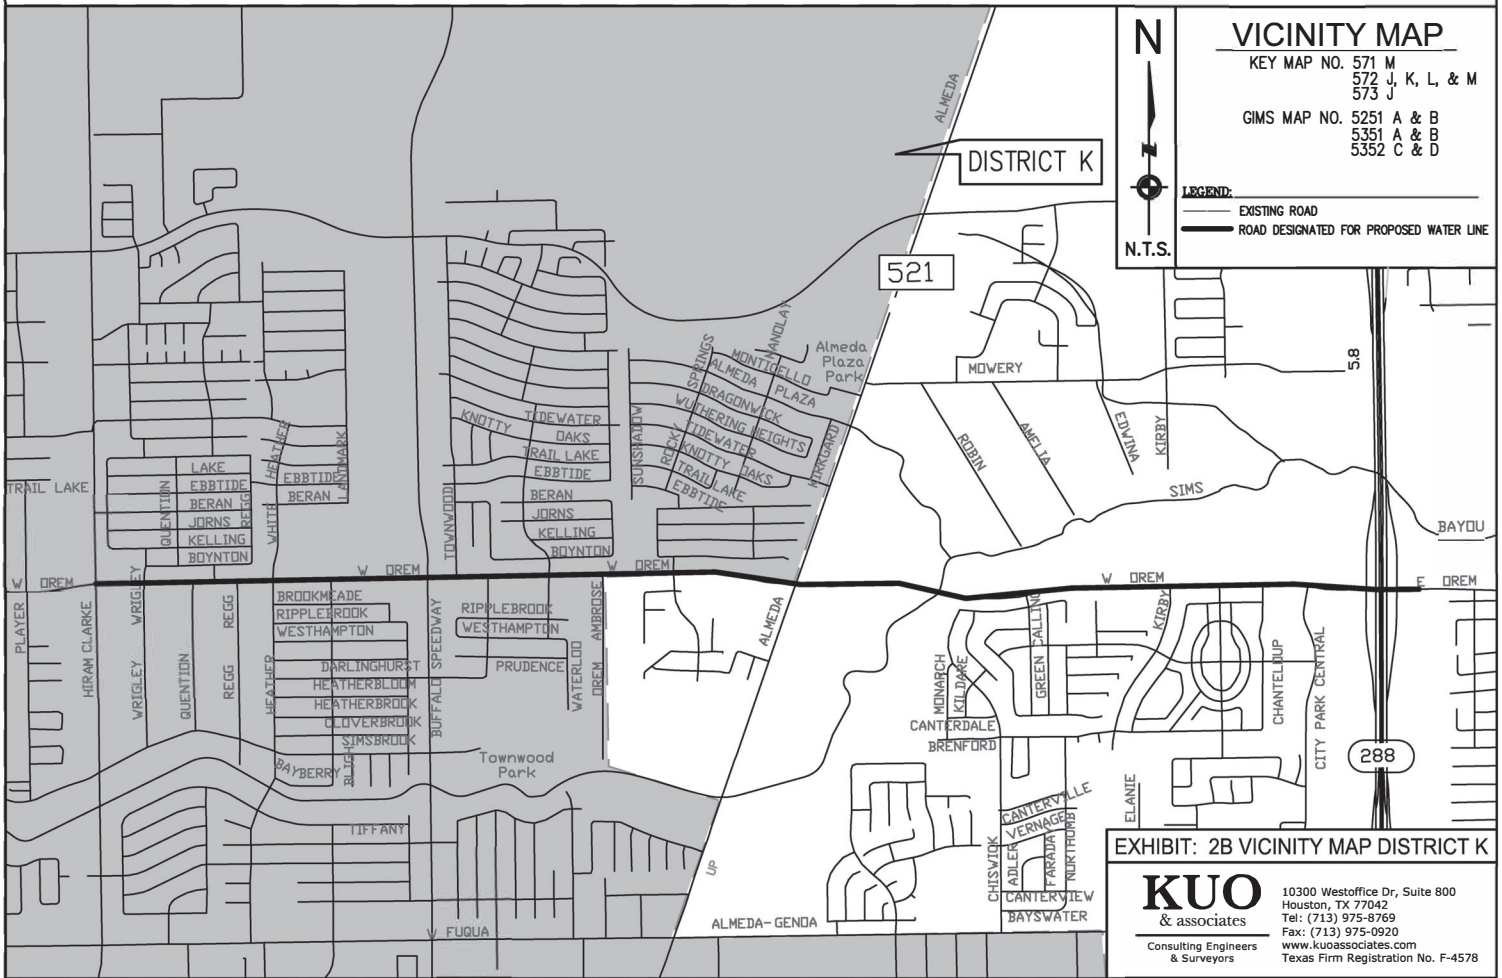 N
N.T.S.
VICINITY MAP
KEY MAP NO. 571 M
572 J, K, L, & M
573 J
GIMS MAP NO. 5251 A & B
5351 A & B
5352 C & D
LEGEND:
EXISTING ROAD
ROAD DESIGNATED FOR PROPOSED WATER LINE
ALMEDA
DISTRICT K
521
MANDALAY
SPRINGS
MONTICELLO
Almeda
Plaza
Park
ALMEDA PLAZA
MOWERY
5.8
DRAGONWICK
WUTHERING HEIGHTS
TIDEWATER
KNOTTY OAKS
TRAIL LAKE
EBBTIDE
ROCKY
KIRKGARD
SUNSHADOW
KNOTTY
TIDEWATER
OAKS
TRAIL LAKE
EBBTIDE
BERAN
JORNS
KELLING
BOYNTON
TOWNWOOD
ROBIN
AMELIA
EDWINA
KIRBY
SIMS
BAYOU
HEATHER
LANDMARK
WHITE
EBBTIDE
BERAN
TRAIL LAKE
LAKE
EBBTIDE
BERAN
JORNS
KELLING
BOYNTON
QUENTION
REGG
W OREM
W OREM
W OREM
W OREM
E OREM
PLAYER
HIRAM CLARKE
WRIGLEY
WRIGLEY
QUENTION
REGG
REGG
HEATHER
BROOKMEADE
RIPPLEBROOK
WESTHAMPTON
DARLINGHURST
HEATHERBLOOM
HEATHERBROOK
CLOVERBROOK
SIMSBROOK
BAYBERRY
BLIGH
BUFFALO SPEEDWAY
RIPPLEBROOK
WESTHAMPTON
PRUDENCE
WATERLOO
AMBROSE
OREM
ALMEDA
Townwood
Park
TIFFANY
W FUQUA
UP
ALMEDA-GENOA
MONARCH
KILDARE
GREEN CALLING
KIRBY
CANTERDALE
BRENFORD
CHANTELOUP
CITY PARK CENTRAL
288
ELANIE
CANTERVILLE
VERNAGE
CHISWICK
ADLER
FARADAY
NORTHUMB
CANTERVIEW
BAYSWATER
EXHIBIT: 2B VICINITY MAP DISTRICT K
KUO
& associates
Consulting Engineers
& Surveyors
10300 Westoffice Dr, Suite 800
Houston, TX 77042
Tel: (713) 975-8769
Fax: (713) 975-0920
www.kuoassociates.com
Texas Firm Registration No. F-4578